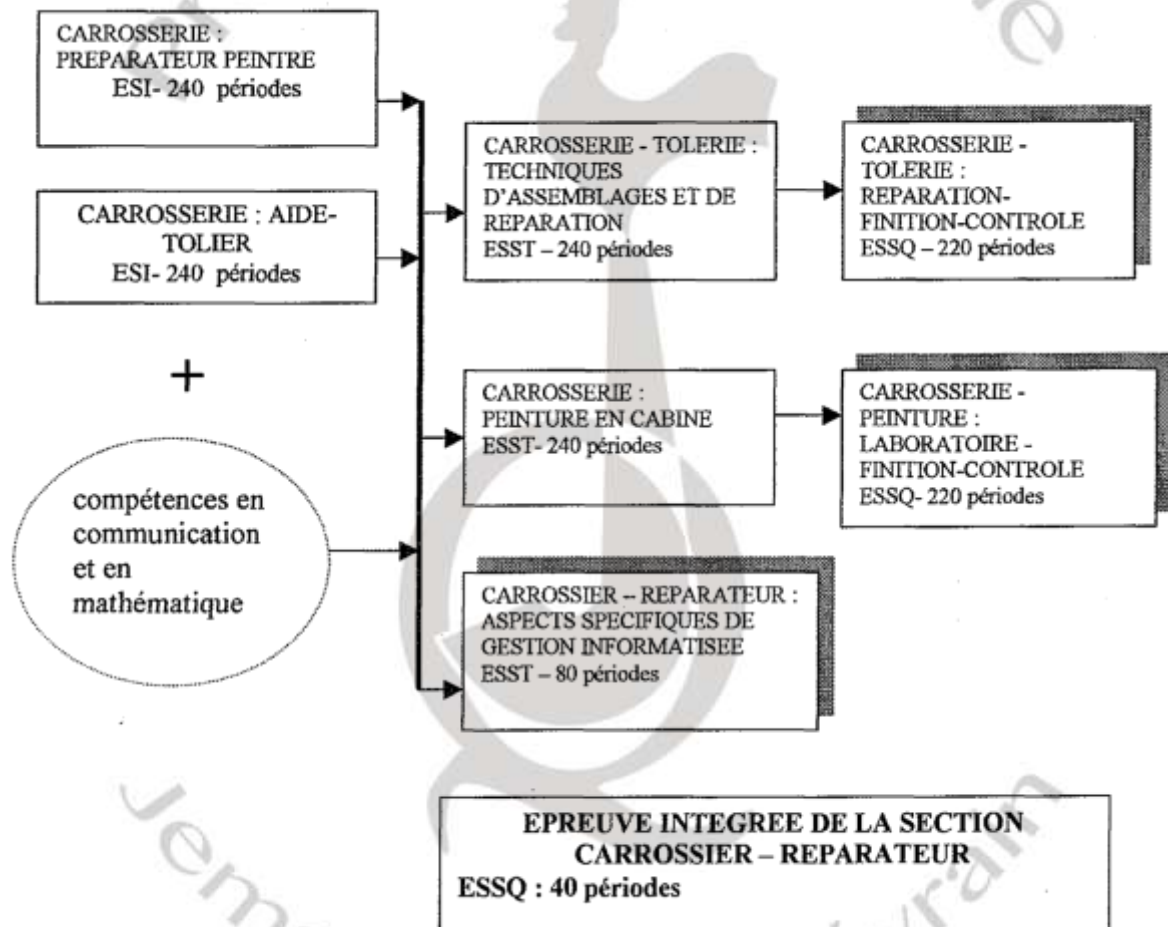 CARROSSERIE :
PREPARATEUR PEINTRE
ESI- 240 périodes
CARROSSERIE : AIDE-
TOLIER
ESI- 240 périodes
+
compétences en
communication
et en
mathématique
CARROSSERIE - TOLERIE :
TECHNIQUES
D'ASSEMBLAGES ET DE
REPARATION
ESST – 240 périodes
CARROSSERIE -
TOLERIE :
REPARATION-
FINITION-CONTROLE
ESSQ – 220 périodes
CARROSSERIE :
PEINTURE EN CABINE
ESST- 240 périodes
CARROSSERIE -
PEINTURE :
LABORATOIRE -
FINITION-CONTROLE
ESSQ- 220 périodes
CARROSSIER – REPARATEUR :
ASPECTS SPECIFIQUES DE
GESTION INFORMATISEE
ESST – 80 périodes
EPREUVE INTEGREE DE LA SECTION
CARROSSIER – REPARATEUR
ESSQ : 40 périodes